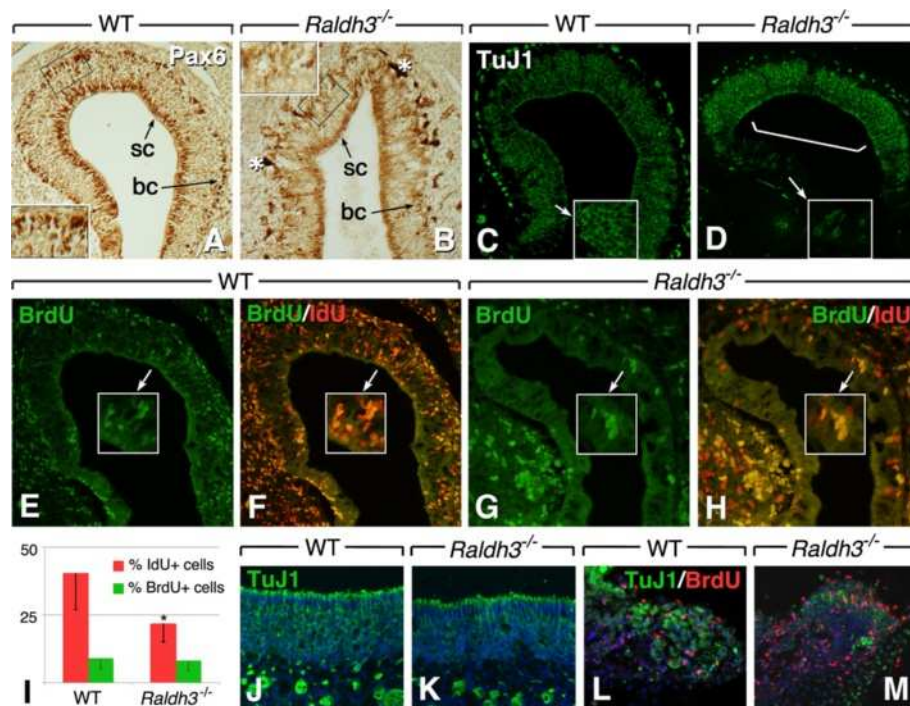 WT Raldh3-/- WT Raldh3-/-
Pax6 * TuJ1
sc sc
* bc bc
A B C D
WT Raldh3-/-
BrdU BrdU/IdU BrdU BrdU/IdU
E F G H
50 WT Raldh3-/- WT Raldh3-/-
% IdU+ cells TuJ1 TuJ1/BrdU
% BrdU+ cells
25 *
I WT Raldh3-/- J K L M